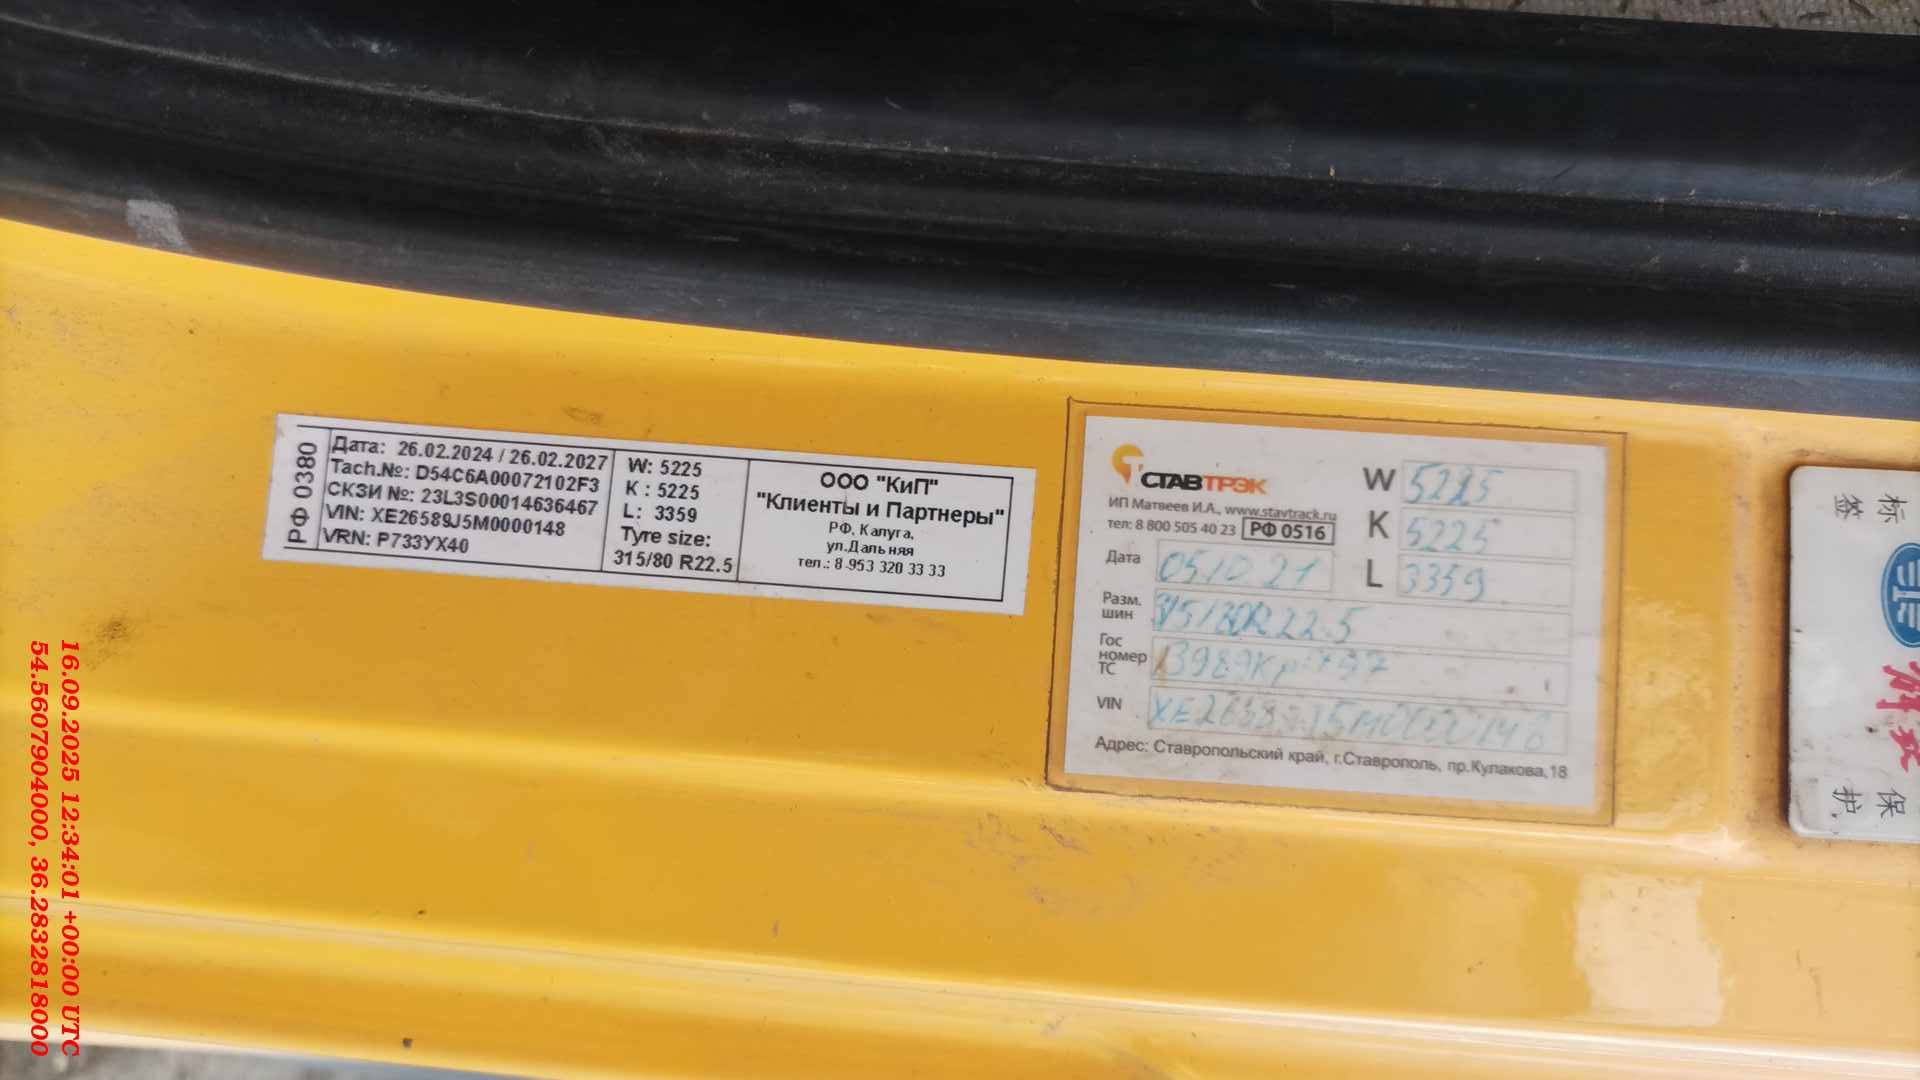 РФ 0380
Дата: 26.02.2024 / 26.02.2027
Tach.№: D54C6A00072102F3
СКЗИ №: 23L3S00014636467
VIN: XE26589J5M0000148
VRN: Р733УХ40
W: 5225
K : 5225
L: 3359
Tyre size:
315/80 R22.5
ООО "КиП"
"Клиенты и Партнеры"
РФ, Калуга,
ул.Дальняя
тел.: 8-953 320 33 33
СТАВТРЭК
ИП Матвеев И.А., www.stavtrack.ru
тел: 8 800 505 40 23 РФ 0516
W 5225
K 5225
L 3359
Дата 05 10 21
Разм. шин 315/80R22.5
Гос
номер
ТС
VIN
Адрес: Ставропольский край, г.Ставрополь, пр.Кулакова,18
标签
保护
16.09.2025 12:34:01 +00:00 UTC
54.5607904000, 36.2832818000